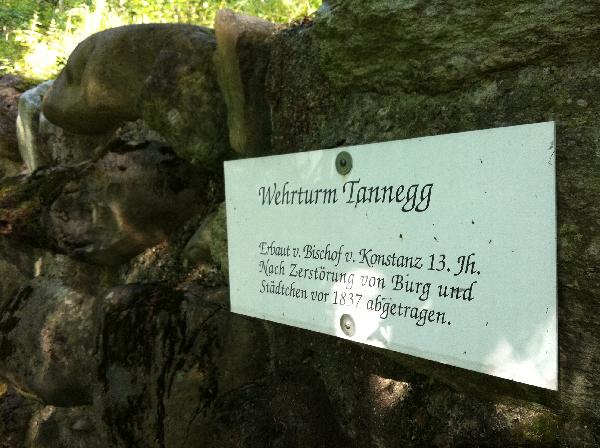 Wehrturm Tannegg
Erbaut v. Bischof v. Konstanz 13. Jh.
Nach Zerstörung von Burg und
Städtchen vor 1837 abgetragen.